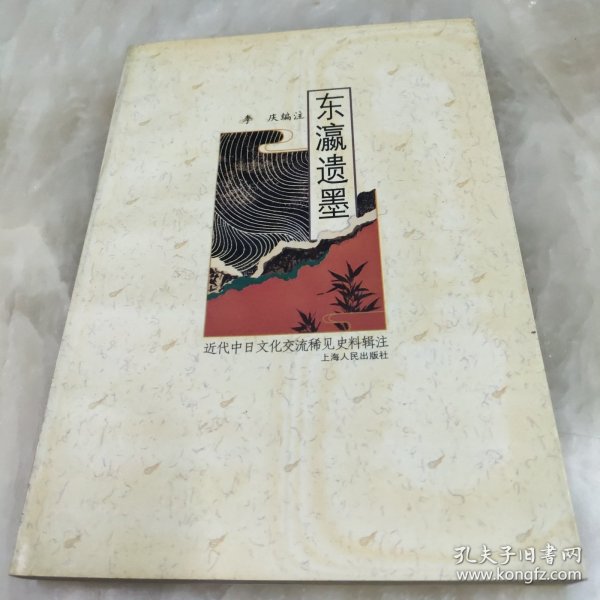 东瀛遗墨
李 庆编注
近代中日文化交流稀见史料辑注
上海人民出版社
孔夫子旧书网
www.kongfz.com